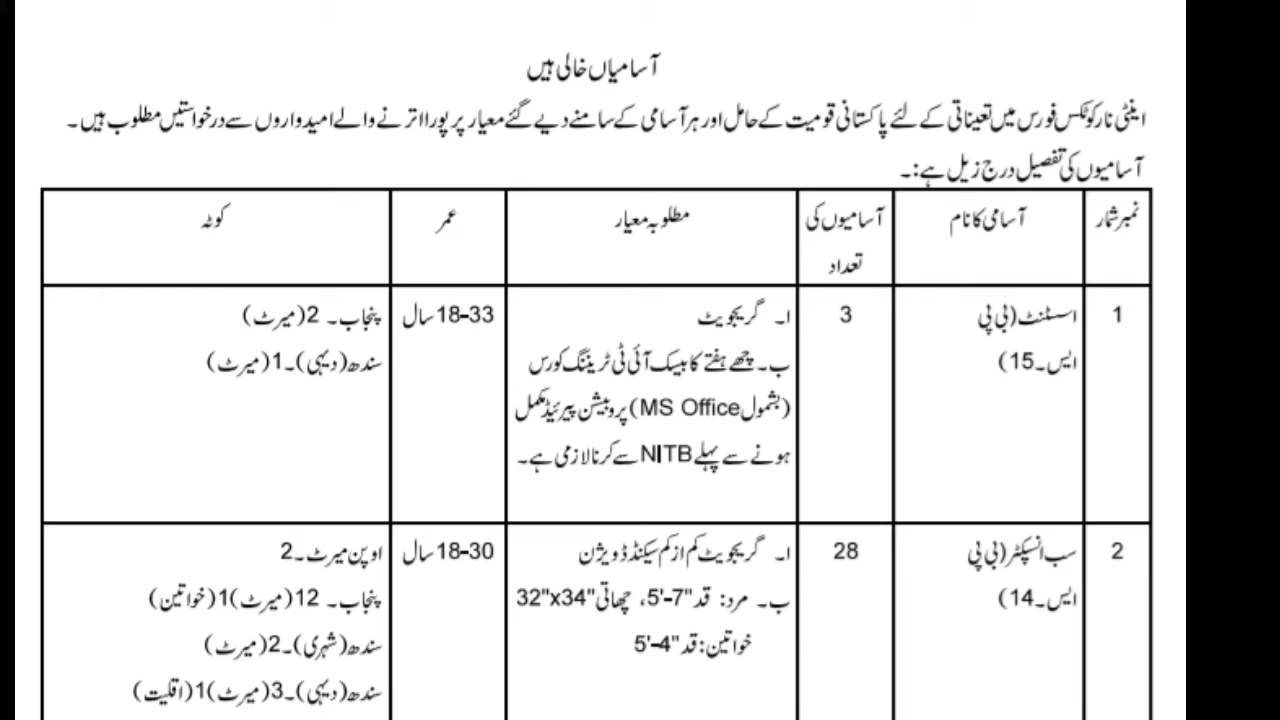 آسامیاں خالی ہیں
اینٹی نارکوٹکس فورس میں تعیناتی کے لئے پاکستانی قومیت کے حامل اور ہر آسامی کے سامنے دیے گئے معیار پر پورا اترنے والے امیدواروں سے درخواستیں مطلوب ہیں۔
آسامیوں کی تفصیل درج زیل ہے:۔
نمبر شمار
آسامی کا نام
آسامیوں کی
تعداد
مطلوبہ معیار
عمر
کوٹہ
1
اسسٹنٹ (بی پی
ایس۔15)
3
ا۔ گریجویٹ
ب۔ چھے ہفتے کا بیسک آئی ٹی ٹریننگ کورس
(بشمول MS Office) پروبیشن پیرئیڈ مکمل
ہونے سے پہلے NITB سے کرنا لازمی ہے۔
18-33 سال
پنجاب۔ 2(میرٹ)
سندھ (دیہی)۔1(میرٹ)
2
سب انسپکٹر (بی پی
ایس۔14)
28
ا۔ گریجویٹ کم از کم سیکنڈ ڈویژن
ب۔ مرد: قد "7-'5، چھاتی "32"x34
خواتین: قد "4-'5
18-30 سال
اوپن میرٹ۔2
پنجاب۔ 12(میرٹ)1(خواتین)
سندھ (شہری)۔2(میرٹ)
سندھ (دیہی)۔3(میرٹ)1(اقلیت)